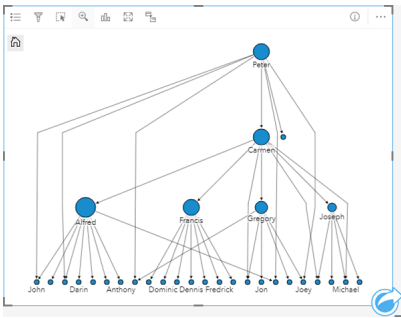 Peter
Carmen
Alfred Francis Gregory Joseph
John Darin Anthony Dominic Dennis Fredrick Jon Joey Michael